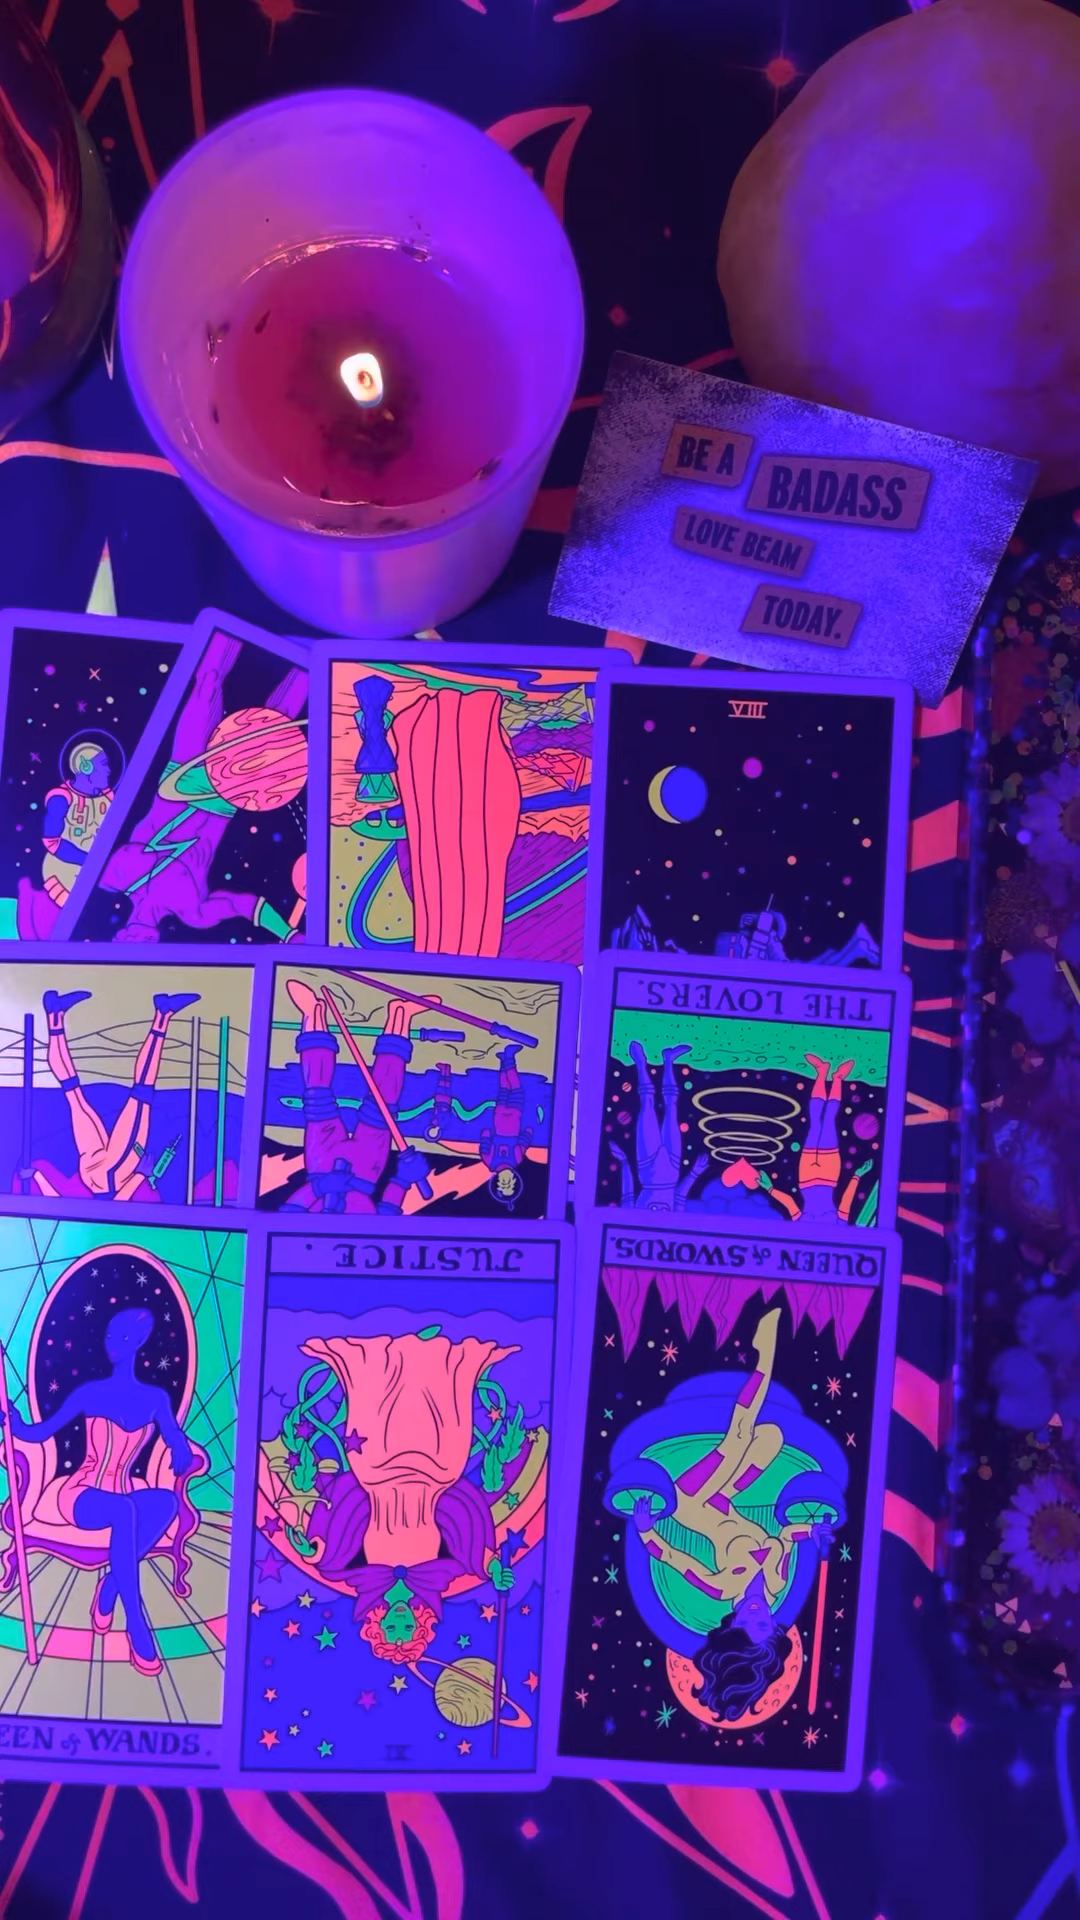 BE A
BADASS
LOVE BEAM
TODAY.
VIII
THE LOVERS.
JUSTICE.
QUEEN of SWORDS.
EEN of WANDS.